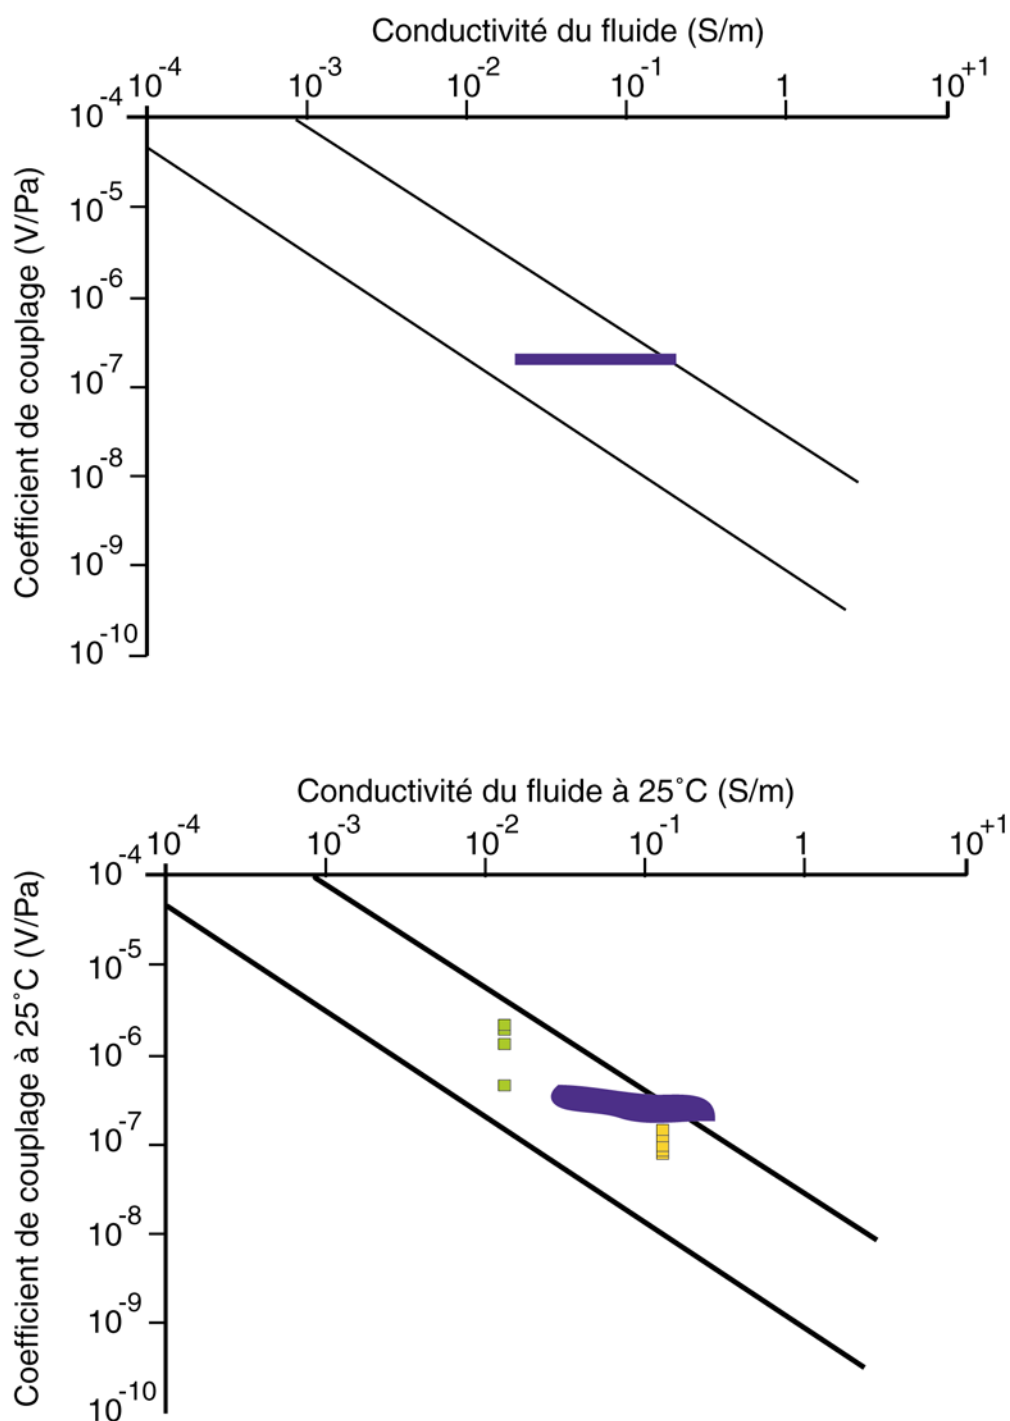 Conductivité du fluide (S/m)
10-4 10-3 10-2 10-1 1 10+1
Coefficient de couplage (V/Pa)
10-4
10-5
10-6
10-7
10-8
10-9
10-10
Conductivité du fluide à 25˚C (S/m)
10-4 10-3 10-2 10-1 1 10+1
Coefficient de couplage à 25˚C (V/Pa)
10-4
10-5
10-6
10-7
10-8
10-9
10-10